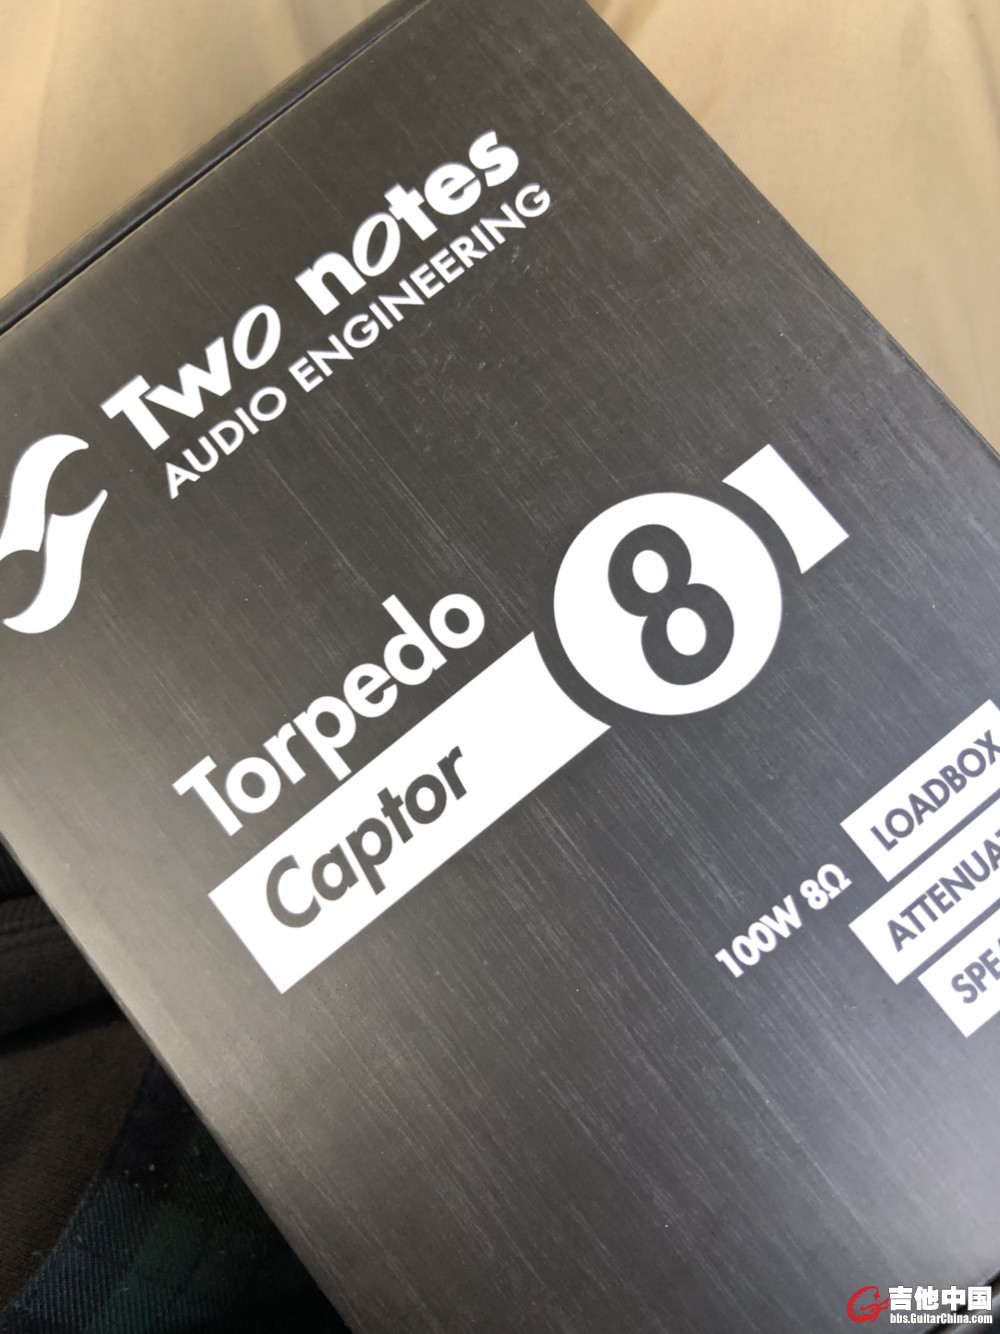 Two notes
AUDIO ENGINEERING
Torpedo
Captor
8
100W 8Ω
LOADBOX
吉他中国
bbs.GuitarChina.com